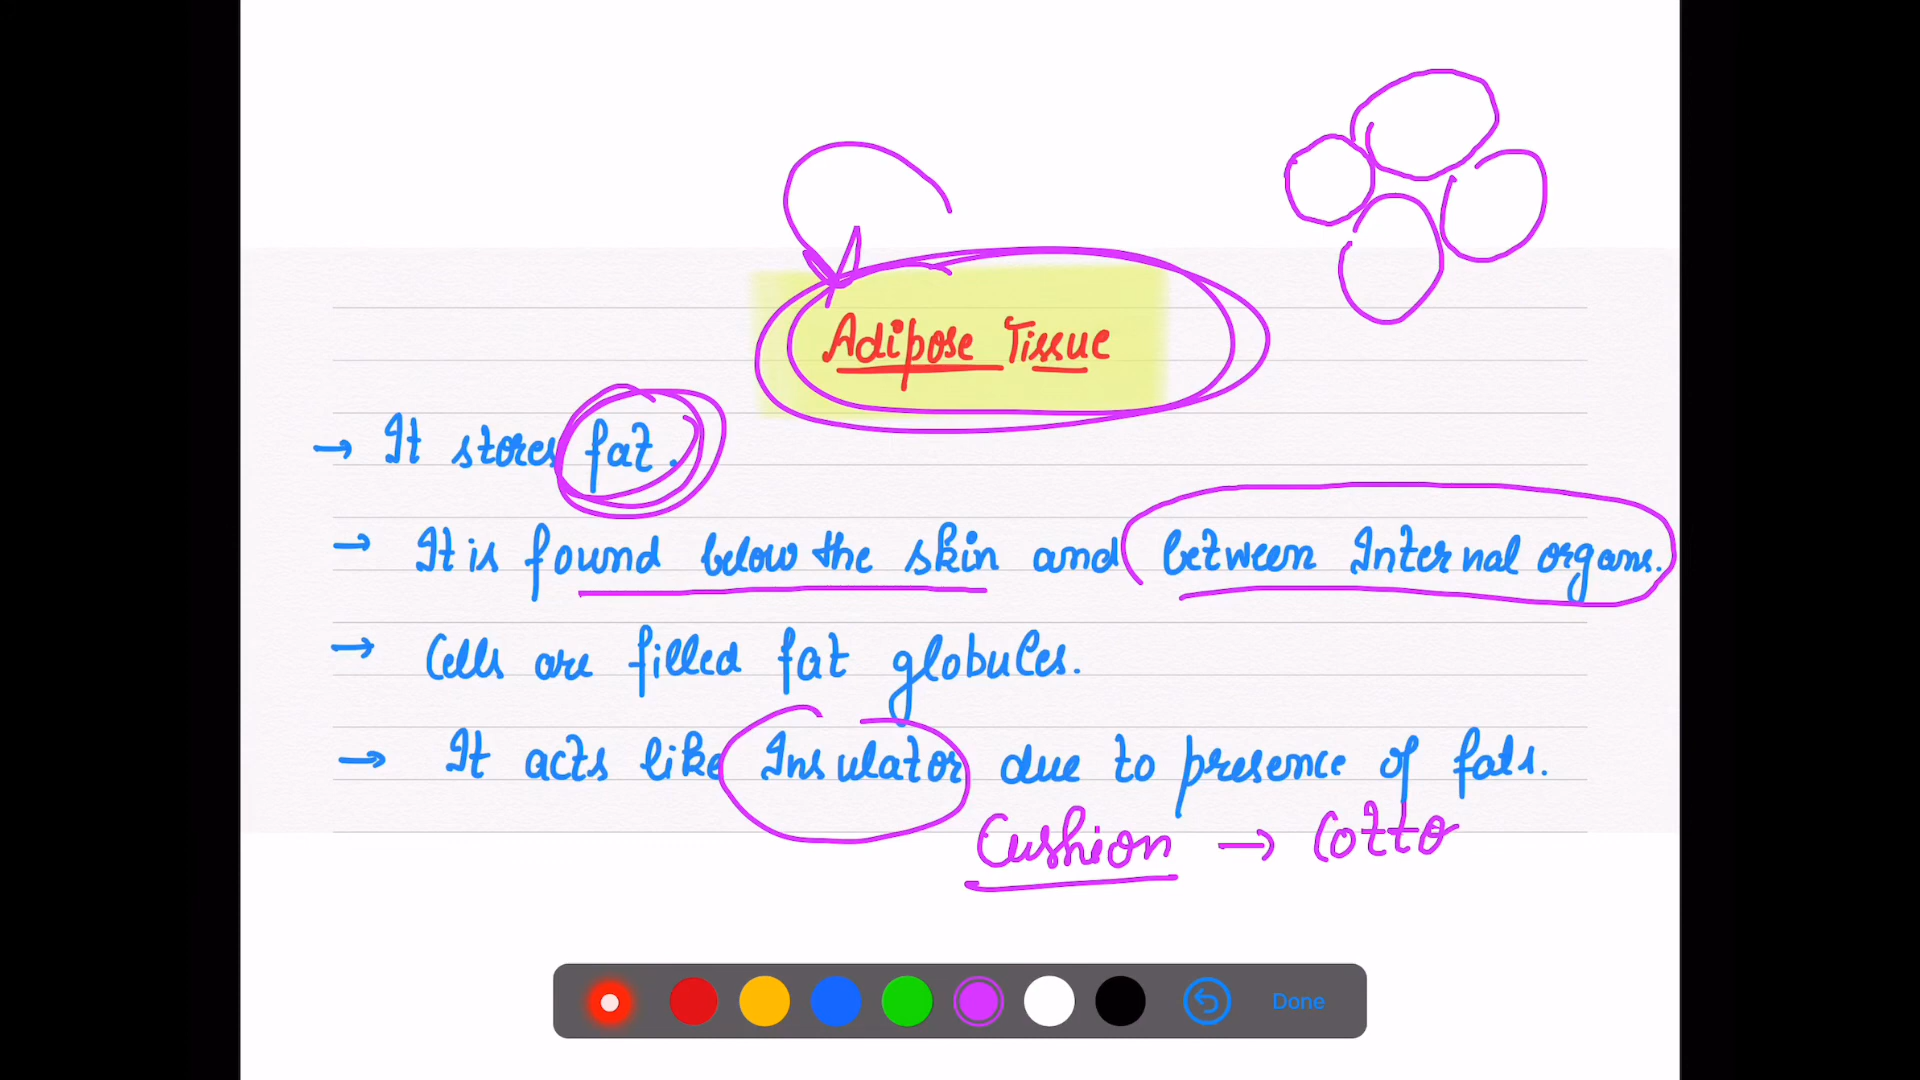 Adipose Tissue
→ It stores fat.
→ It is found below the skin and between Internal organs.
→ Cells are filled fat globules.
→ It acts like Insulator due to presence of fats.
Cushion → Cotto
Done